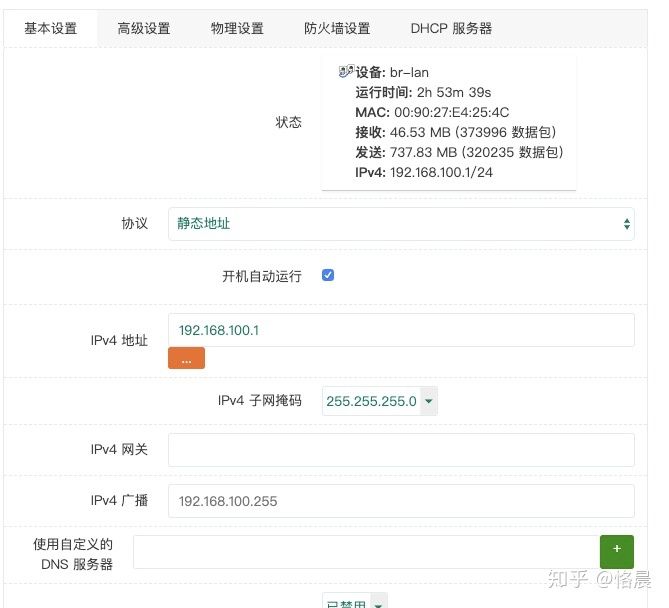 基本设置 高级设置 物理设置 防火墙设置 DHCP 服务器
状态
设备: br-lan
运行时间: 2h 53m 39s
MAC: 00:90:27:E4:25:4C
接收: 46.53 MB (373996 数据包)
发送: 737.83 MB (320235 数据包)
IPv4: 192.168.100.1/24
协议 静态地址
开机自动运行
IPv4 地址 192.168.100.1
...
IPv4 子网掩码 255.255.255.0
IPv4 网关
IPv4 广播 192.168.100.255
使用自定义的
DNS 服务器
+
已禁用
知乎 @恪晨